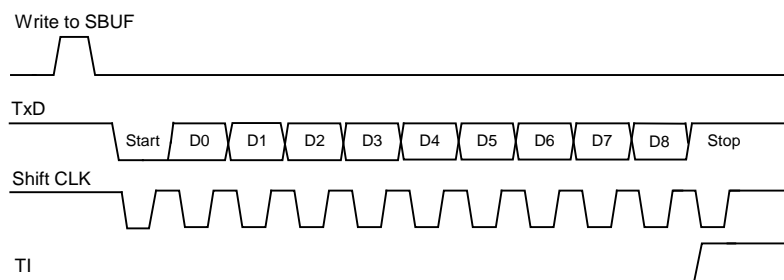 Write to SBUF
TxD
Start D0 D1 D2 D3 D4 D5 D6 D7 D8 Stop
Shift CLK
TI